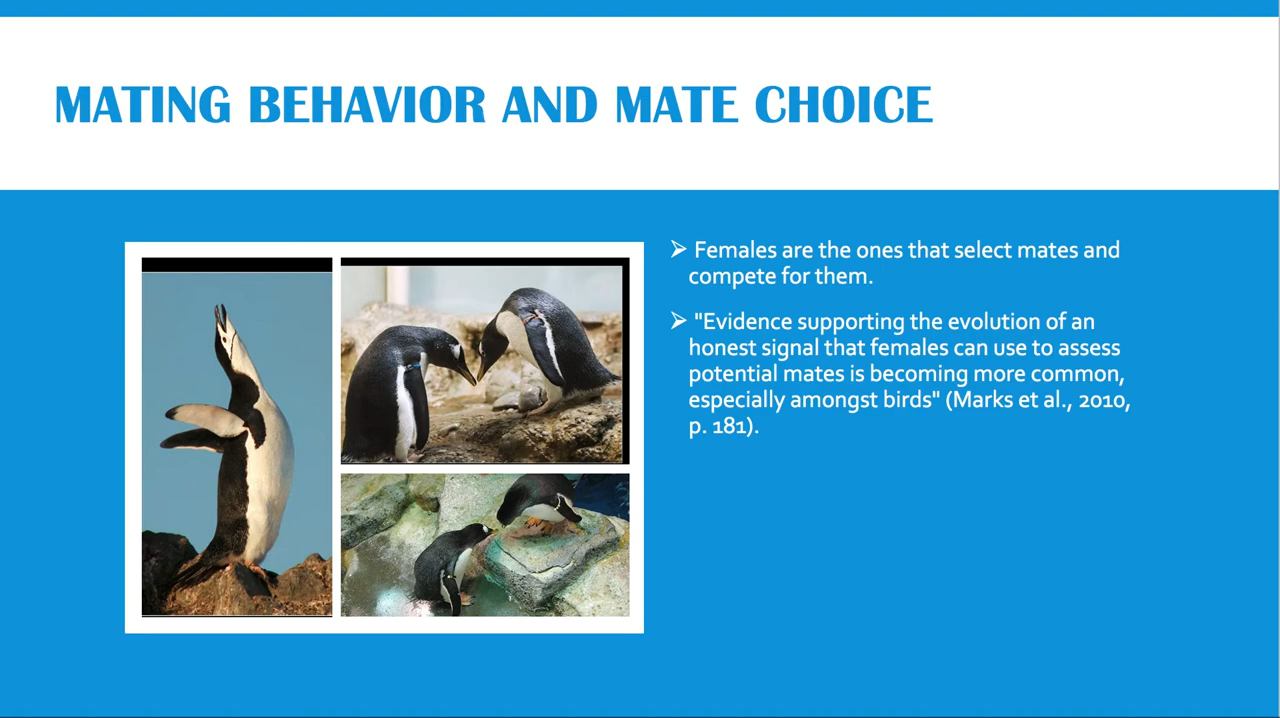 MATING BEHAVIOR AND MATE CHOICE
Females are the ones that select mates and
compete for them.
"Evidence supporting the evolution of an
honest signal that females can use to assess
potential mates is becoming more common,
especially amongst birds" (Marks et al., 2010,
p. 181).